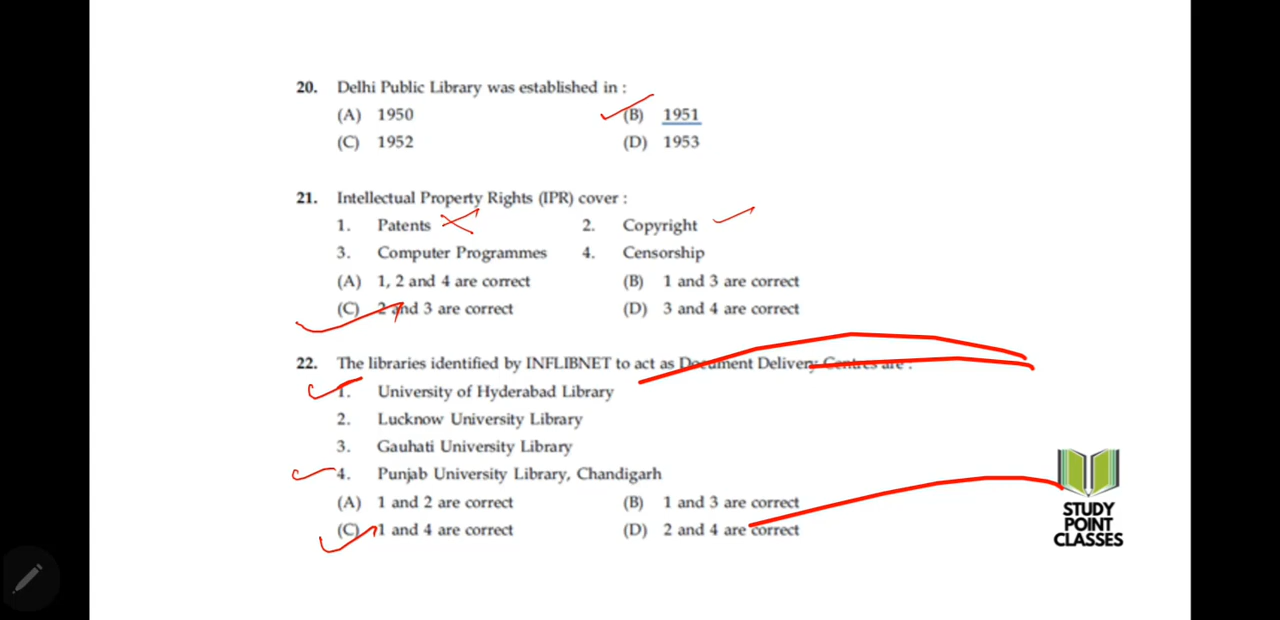 20. Delhi Public Library was established in :
(A) 1950 (B) 1951
(C) 1952 (D) 1953
21. Intellectual Property Rights (IPR) cover :
1. Patents 2. Copyright
3. Computer Programmes 4. Censorship
(A) 1, 2 and 4 are correct (B) 1 and 3 are correct
(C) 2 and 3 are correct (D) 3 and 4 are correct
22. The libraries identified by INFLIBNET to act as Document Delivery Centres are :
1. University of Hyderabad Library
2. Lucknow University Library
3. Gauhati University Library
4. Punjab University Library, Chandigarh
(A) 1 and 2 are correct (B) 1 and 3 are correct
(C) 1 and 4 are correct (D) 2 and 4 are correct
STUDY
POINT
CLASSES